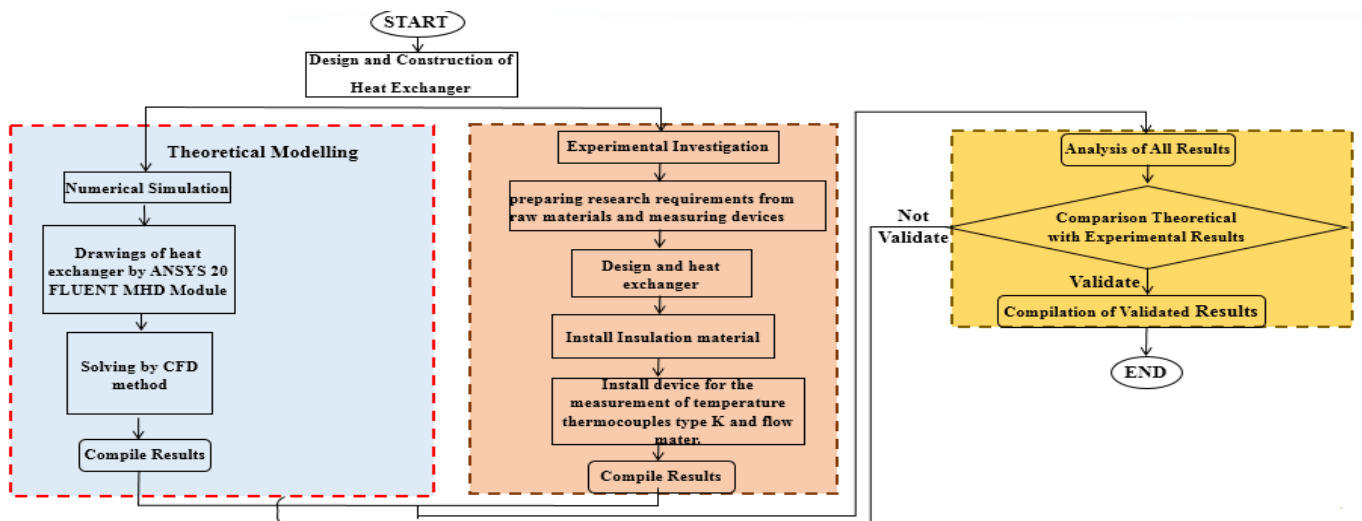 START
Design and Construction of
Heat Exchanger
Theoretical Modelling
Numerical Simulation
Drawings of heat
exchanger by ANSYS 20
FLUENT MHD Module
Solving by CFD
method
Compile Results
Experimental Investigation
preparing research requirements from
raw materials and measuring devices
Design and heat
exchanger
Install Insulation material
Install device for the
measurement of temperature
thermocouples type K and flow
mater.
Compile Results
Analysis of All Results
Comparison Theoretical
with Experimental Results
Not
Validate
Validate
Compilation of Validated Results
END